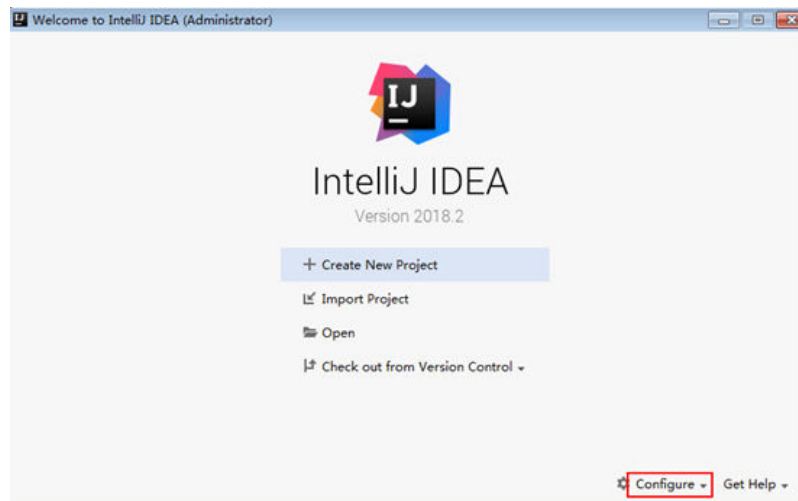 Welcome to IntelliJ IDEA (Administrator)
IJ
IntelliJ IDEA
Version 2018.2
Create New Project
Import Project
Open
Check out from Version Control
Configure Get Help